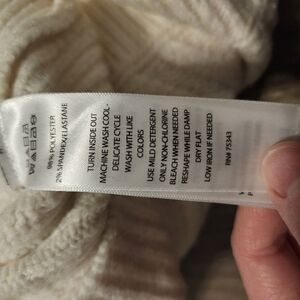 98% POLYESTER
2% SPANDEX/ELASTANE
TURN INSIDE OUT
MACHINE WASH COOL -
DELICATE CYCLE
WASH WITH LIKE
COLORS
USE MILD DETERGENT
ONLY NON-CHLORINE
BLEACH WHEN NEEDED
RESHAPE WHILE DAMP
DRY FLAT
LOW IRON IF NEEDED
RN# 75343